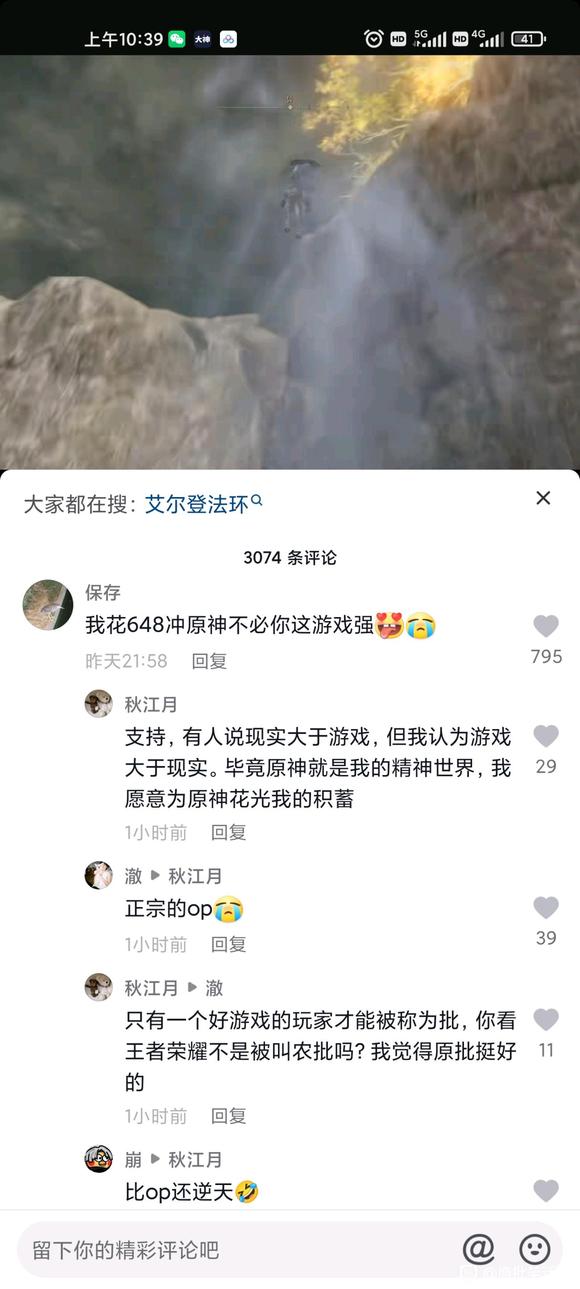 上午10:39
大神
HD
5G
HD
4G
41
大家都在搜：艾尔登法环
3074 条评论
保存
我花648冲原神不必你这游戏强
795
昨天21:58 回复
秋江月
支持，有人说现实大于游戏，但我认为游戏
大于现实。毕竟原神就是我的精神世界，我
愿意为原神花光我的积蓄
29
1小时前 回复
澈 秋江月
正宗的op
39
1小时前 回复
秋江月 澈
只有一个好游戏的玩家才能被称为批，你看
王者荣耀不是被叫农批吗？我觉得原批挺好
的
11
1小时前 回复
崩 秋江月
比op还逆天
留下你的精彩评论吧
@